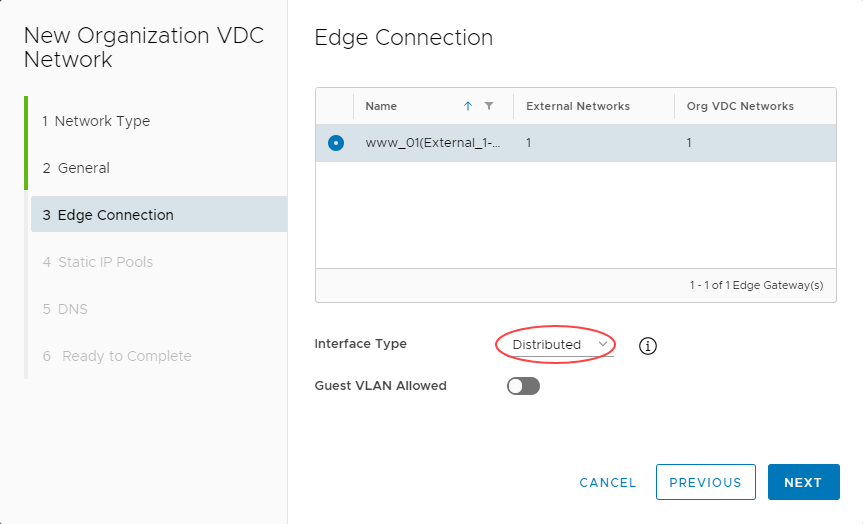 New Organization VDC
Network
1 Network Type
2 General
3 Edge Connection
4 Static IP Pools
5 DNS
6 Ready to Complete
Edge Connection
Name External Networks Org VDC Networks
www_01(External_1-... 1 1
1 - 1 of 1 Edge Gateway(s)
Interface Type Distributed
Guest VLAN Allowed
CANCEL PREVIOUS NEXT